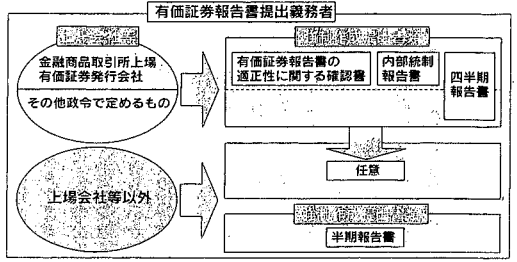 有価証券報告書提出義務者
金融商品取引所上場
有価証券発行会社
その他政令で定めるもの
有価証券報告書の
適正性に関する確認書
内部統制
報告書
四半期
報告書
任意
上場会社等以外
半期報告書